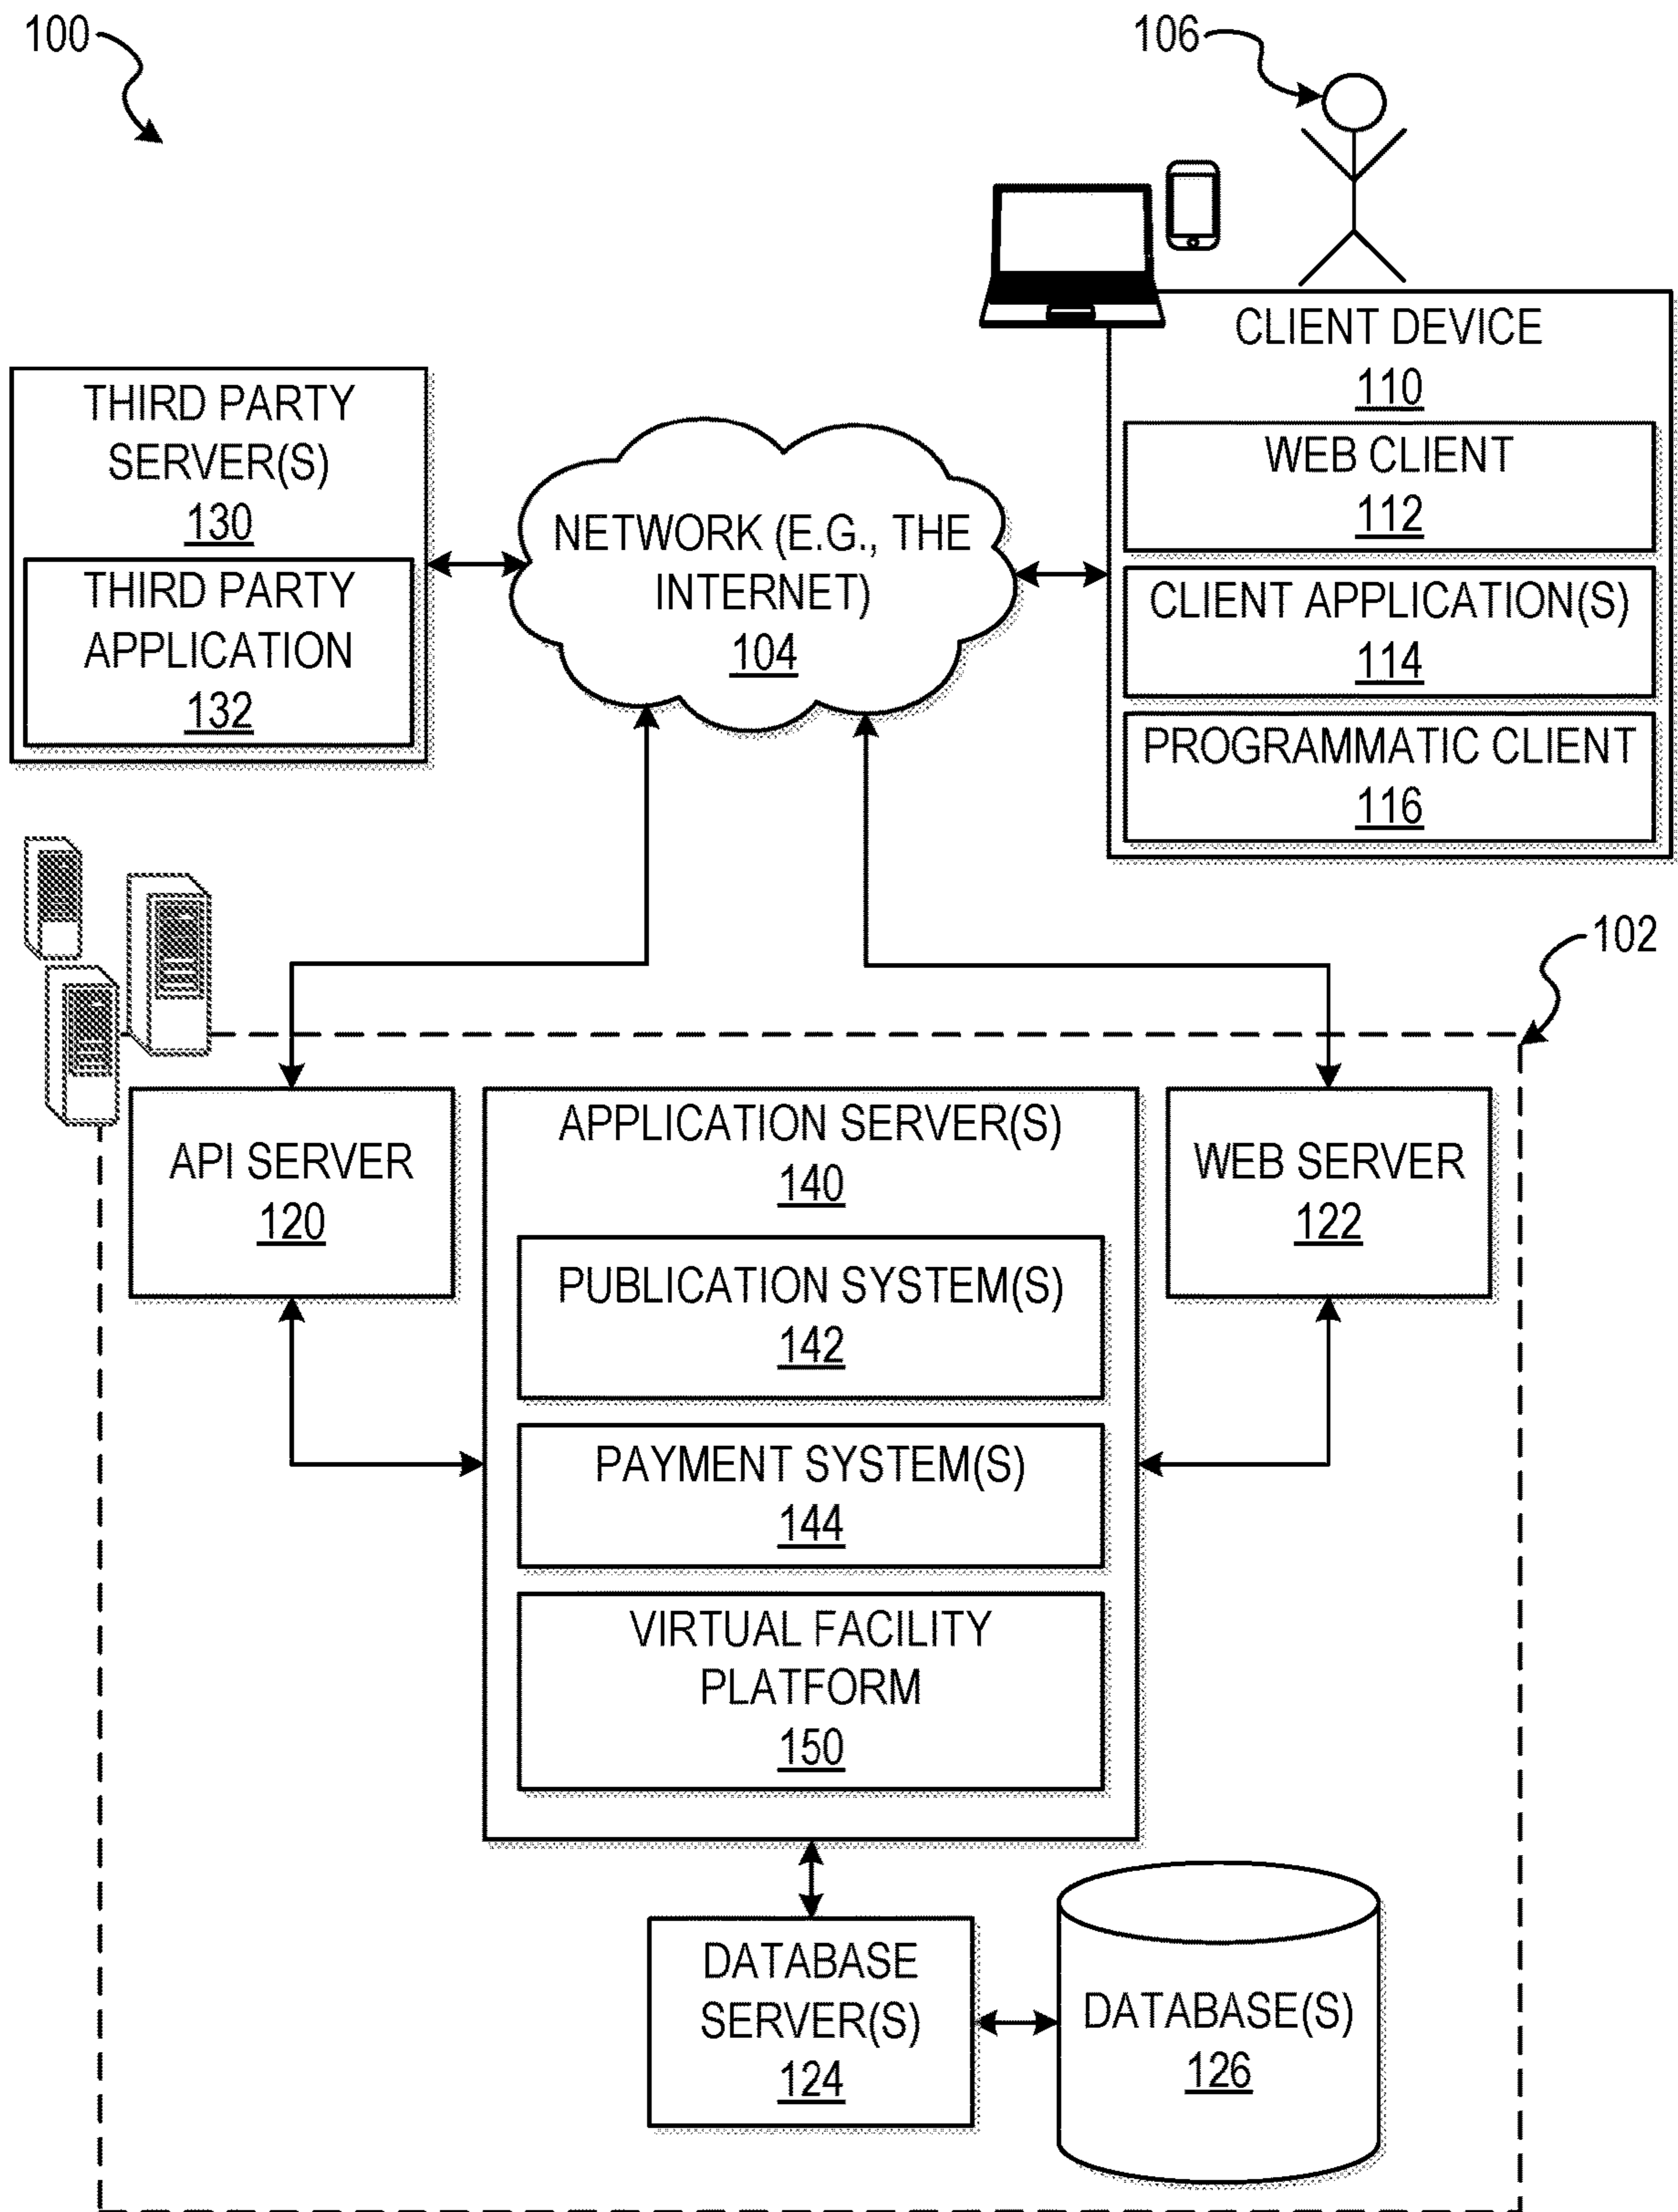 100
106
CLIENT DEVICE
110
WEB CLIENT
112
CLIENT APPLICATION(S)
114
PROGRAMMATIC CLIENT
116
THIRD PARTY
SERVER(S)
130
THIRD PARTY
APPLICATION
132
NETWORK (E.G., THE
INTERNET)
104
102
API SERVER
120
APPLICATION SERVER(S)
140
PUBLICATION SYSTEM(S)
142
PAYMENT SYSTEM(S)
144
VIRTUAL FACILITY
PLATFORM
150
WEB SERVER
122
DATABASE
SERVER(S)
124
DATABASE(S)
126